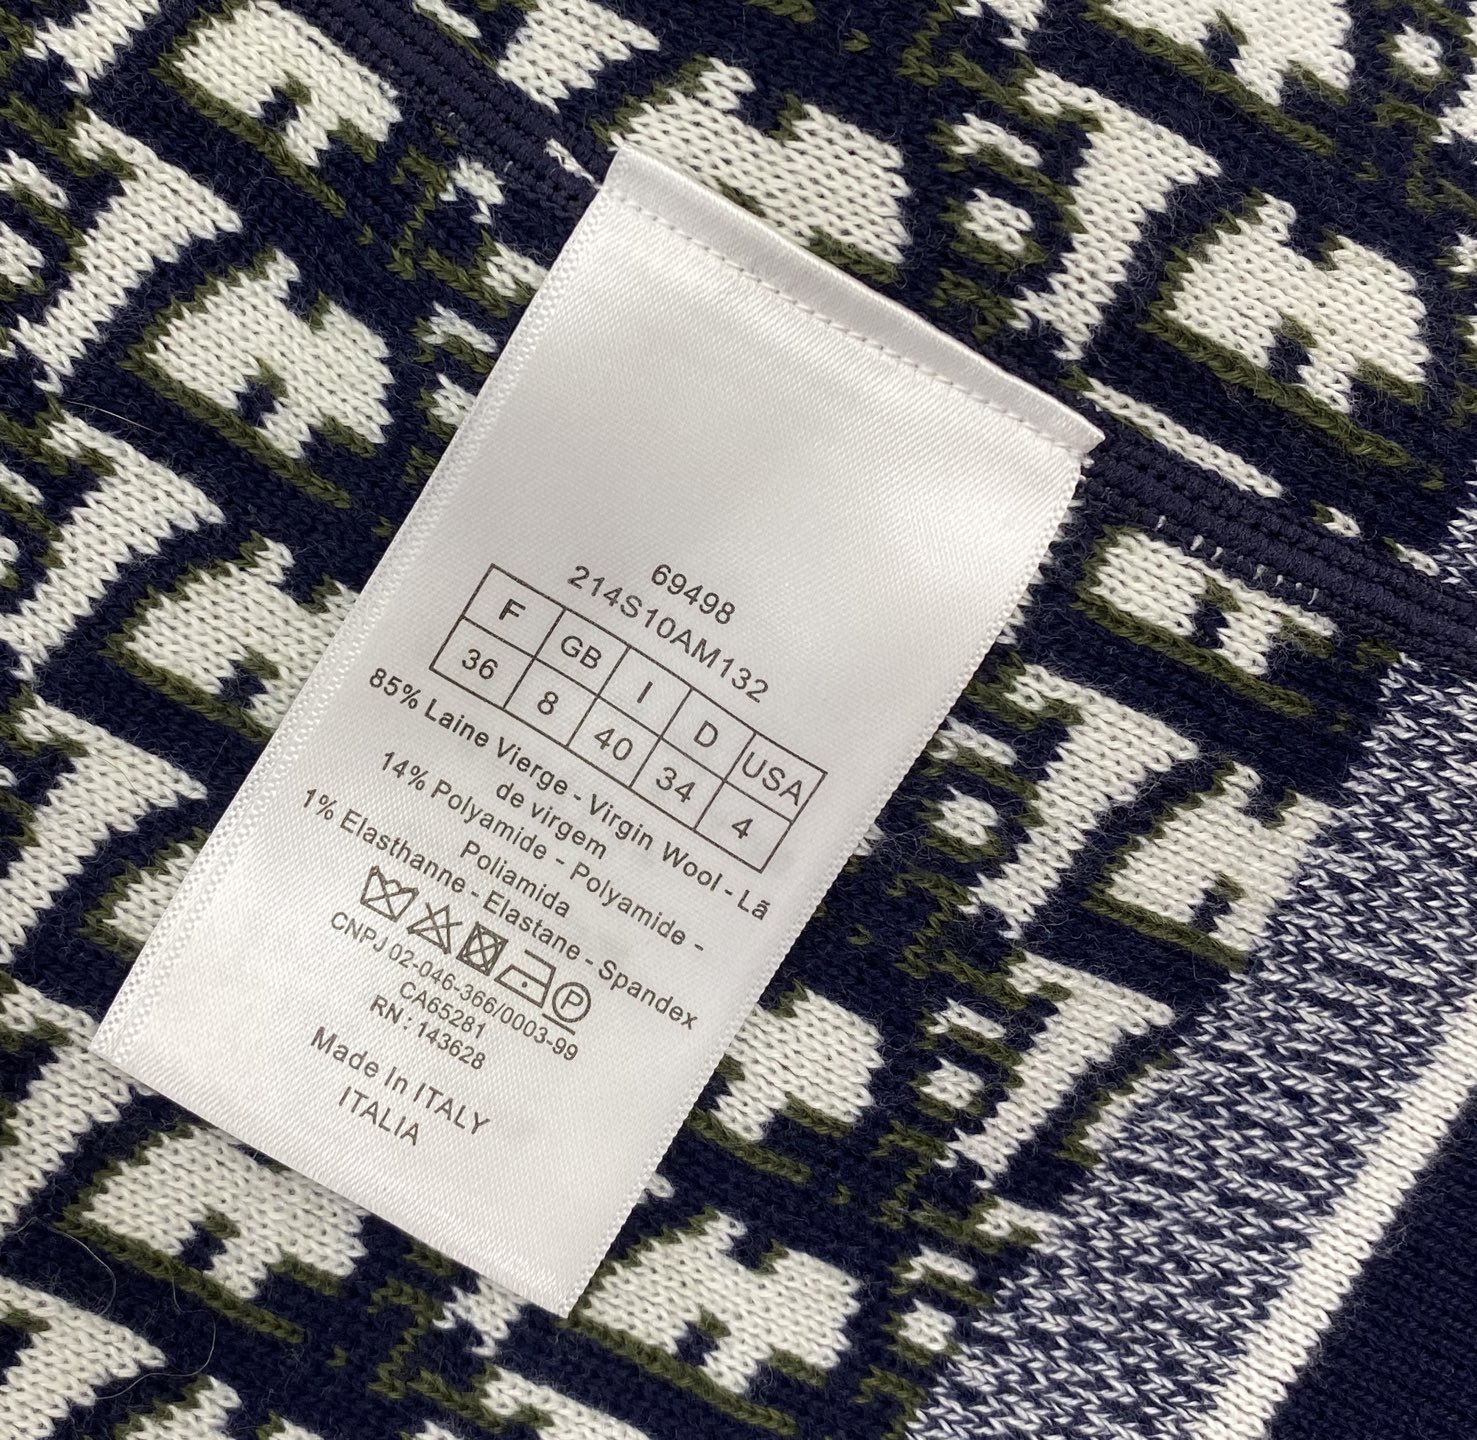 69498
214S10AM132
F GB I D USA
36 8 40 34 4
85% Laine Vierge - Virgin Wool - Lã
de virgem
14% Polyamide - Polyamide -
Poliamida
1% Elasthanne - Elastane - Spandex
P
CNPJ 02-046-366/0003-99
CA65281
RN : 143628
Made In ITALY
ITALIA